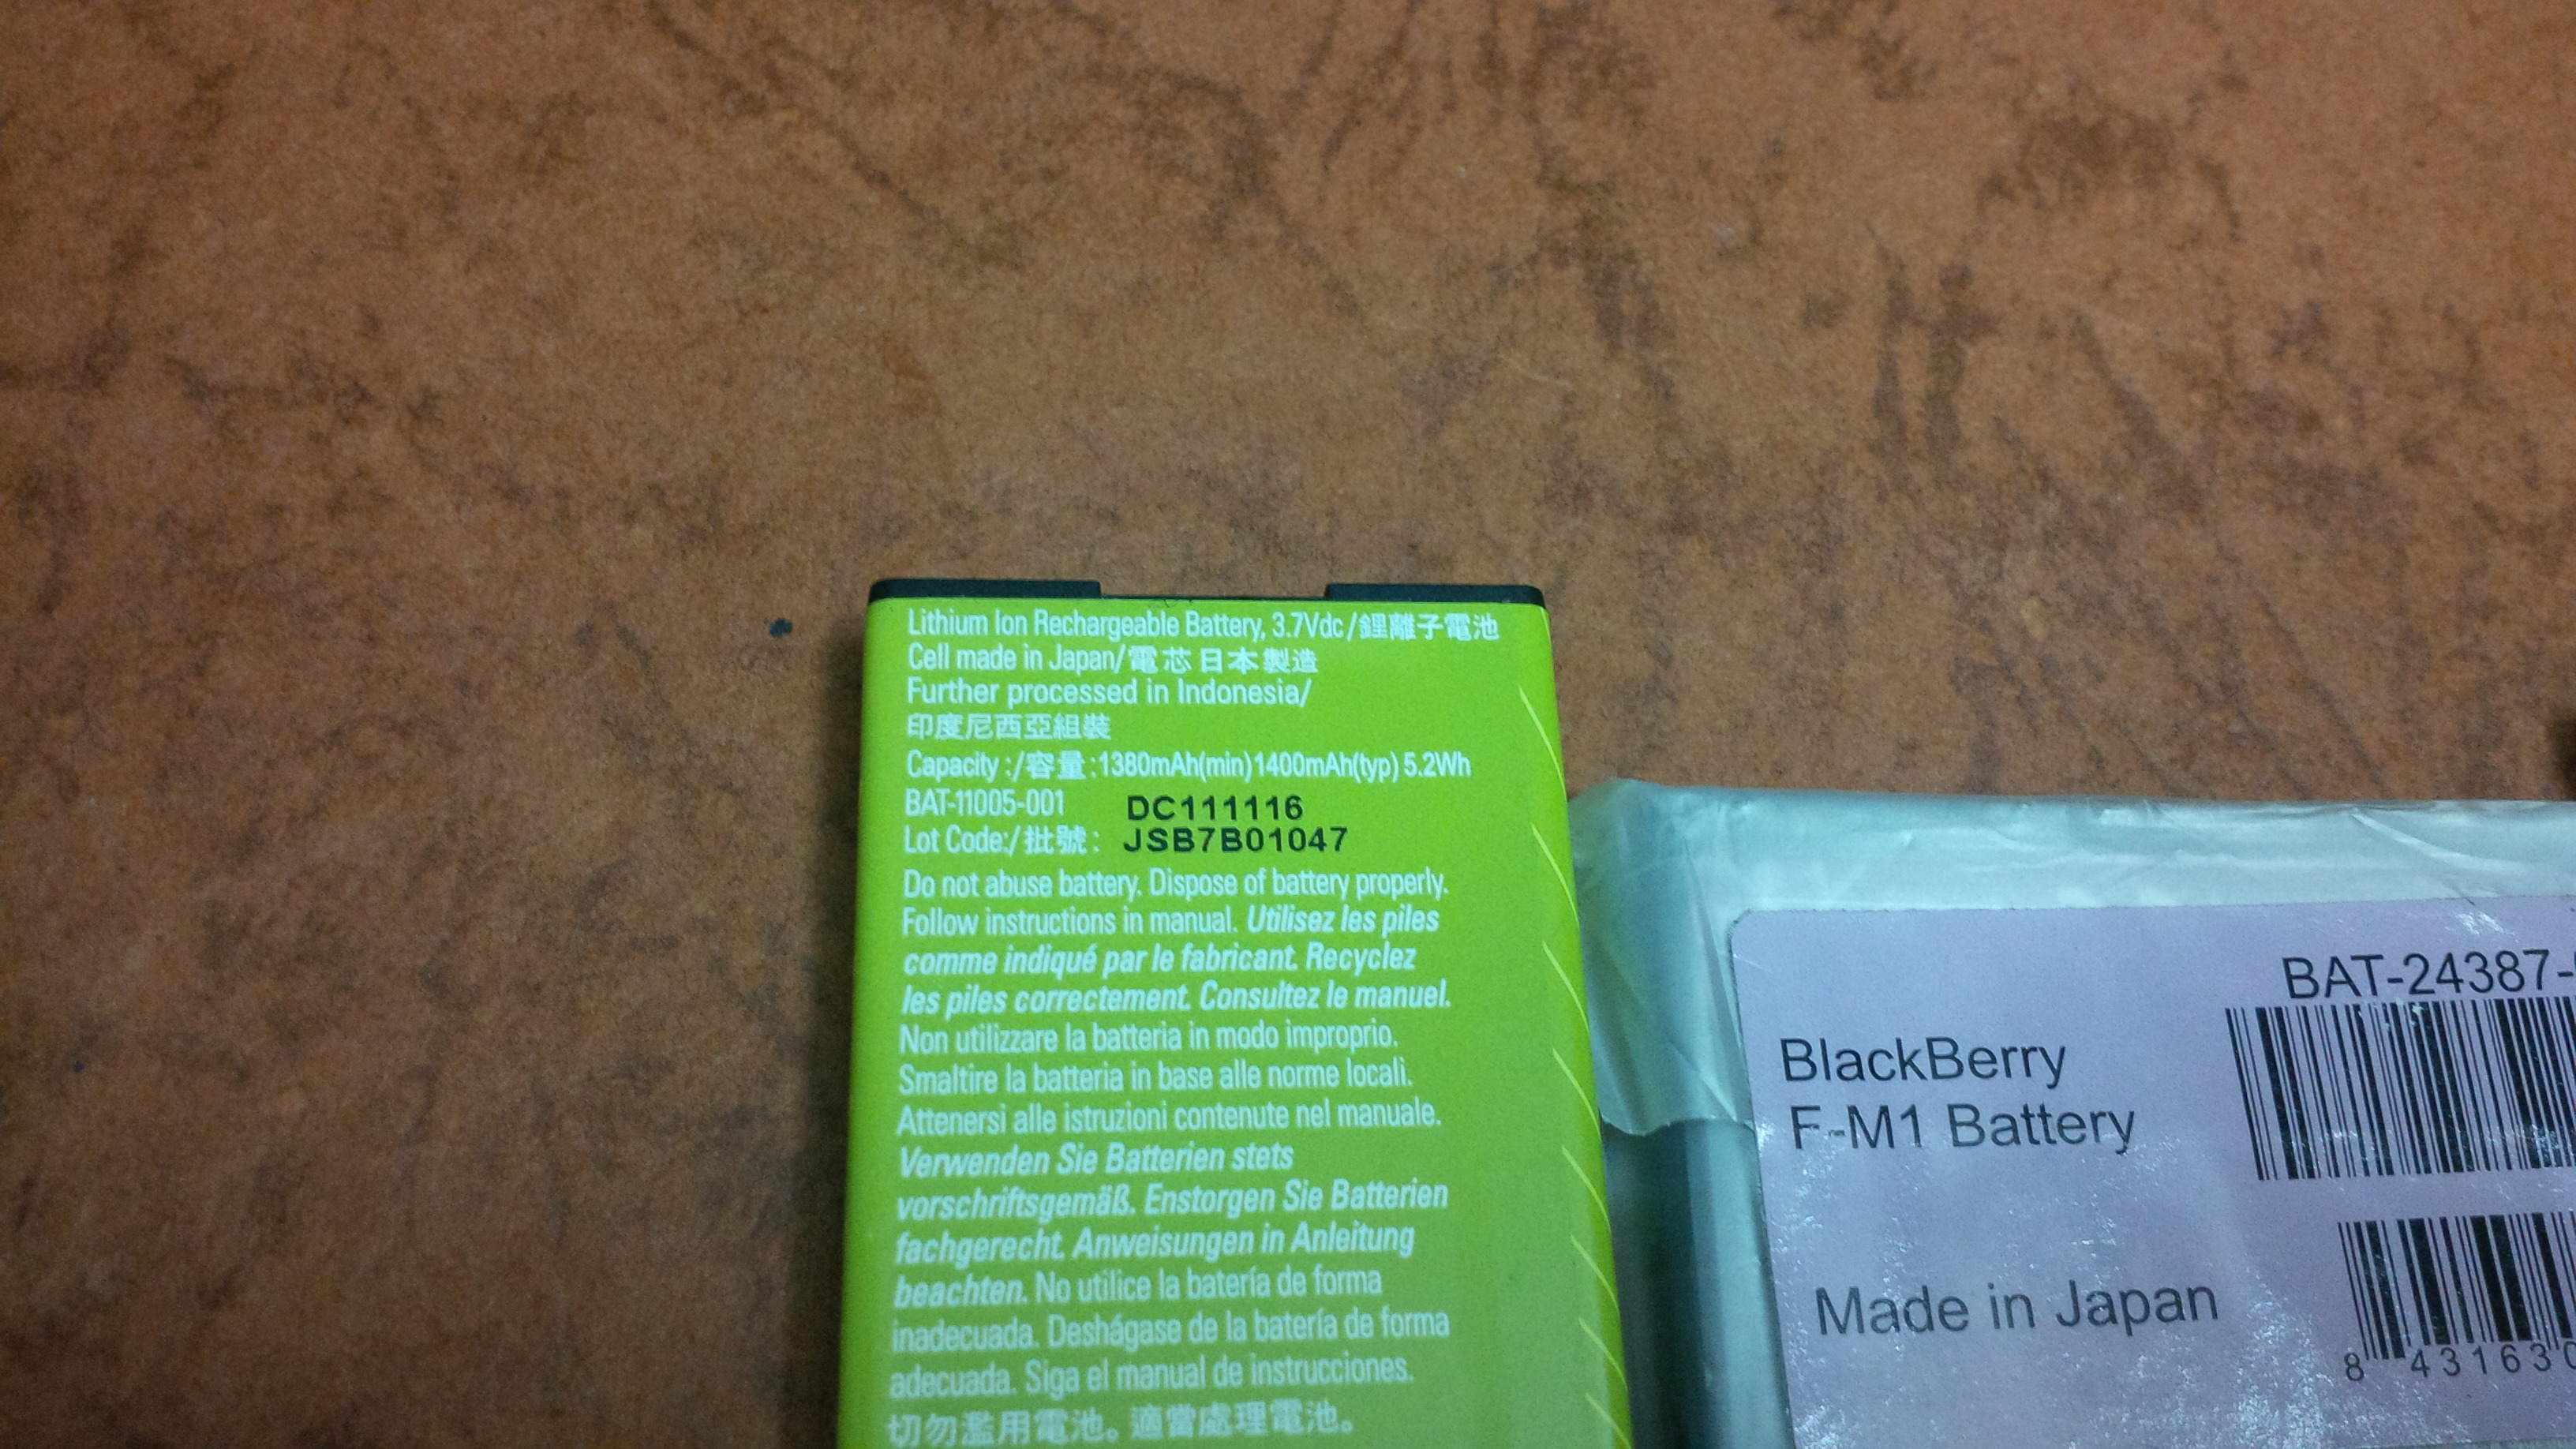 Lithium Ion Rechargeable Battery, 3.7Vdc/鋰離子電池
Cell made in Japan/電芯日本製造
Further processed in Indonesia/
印度尼西亞組裝
Capacity :/容量:1380mAh(min)1400mAh(typ) 5.2Wh
BAT-11005-001 DC111116
Lot Code:/批號: JSB7B01047
Do not abuse battery. Dispose of battery properly.
Follow instructions in manual. Utilisez les piles
comme indiqué par le fabricant. Recyclez
les piles correctement. Consultez le manuel.
Non utilizzare la batteria in modo improprio.
Smaltire la batteria in base alle norme locali.
Attenersi alle istruzioni contenute nel manuale.
Verwenden Sie Batterien stets
vorschriftsgemäß. Enstorgen Sie Batterien
fachgerecht. Anweisungen in Anleitung
beachten. No utilice la batería de forma
inadecuada. Deshágase de la batería de forma
adecuada. Siga el manual de instrucciones.
切勿濫用電池。適當處理電池。
BAT-24387-
BlackBerry
F-M1 Battery
Made in Japan
8 43163